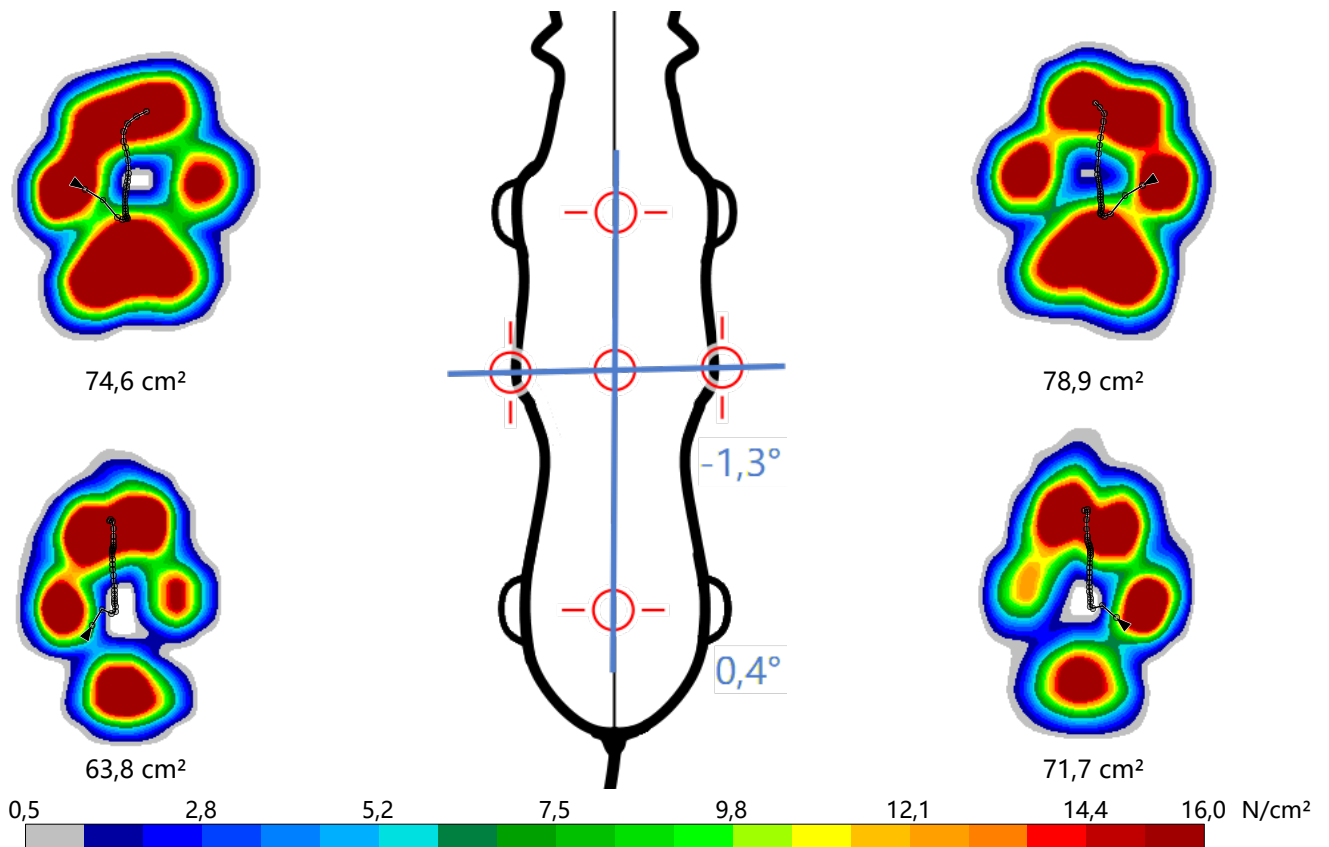 74,6 cm²
78,9 cm²
-1,3°
0,4°
63,8 cm²
71,7 cm²
0,5 2,8 5,2 7,5 9,8 12,1 14,4 16,0 N/cm²